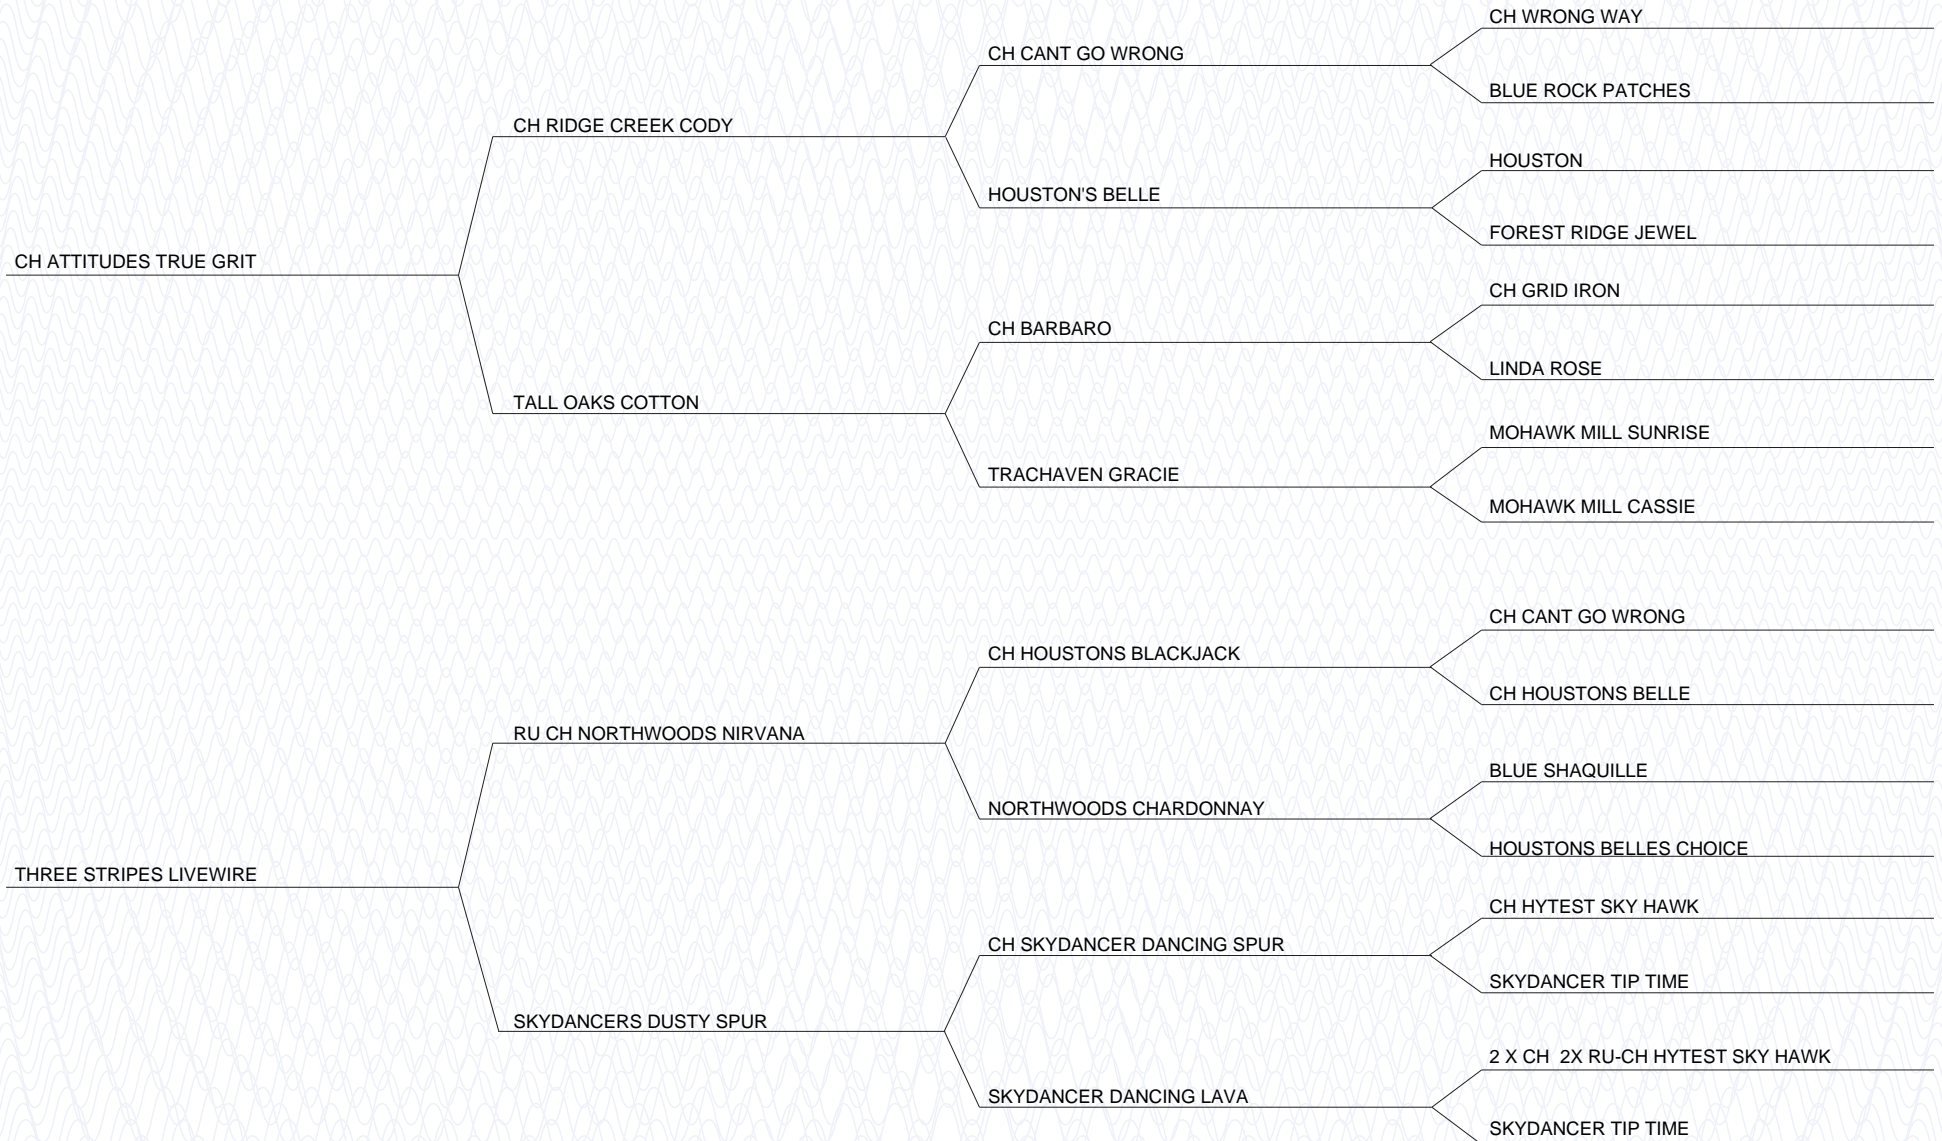 CH WRONG WAY
CH CANT GO WRONG
BLUE ROCK PATCHES
CH RIDGE CREEK CODY
HOUSTON
HOUSTON'S BELLE
FOREST RIDGE JEWEL
CH ATTITUDES TRUE GRIT
CH GRID IRON
CH BARBARO
LINDA ROSE
TALL OAKS COTTON
MOHAWK MILL SUNRISE
TRACHAVEN GRACIE
MOHAWK MILL CASSIE
CH CANT GO WRONG
CH HOUSTONS BLACKJACK
CH HOUSTONS BELLE
RU CH NORTHWOODS NIRVANA
BLUE SHAQUILLE
NORTHWOODS CHARDONNAY
HOUSTONS BELLES CHOICE
THREE STRIPES LIVEWIRE
CH HYTEST SKY HAWK
CH SKYDANCER DANCING SPUR
SKYDANCER TIP TIME
SKYDANCERS DUSTY SPUR
2 X CH  2X RU-CH HYTEST SKY HAWK
SKYDANCER DANCING LAVA
SKYDANCER TIP TIME